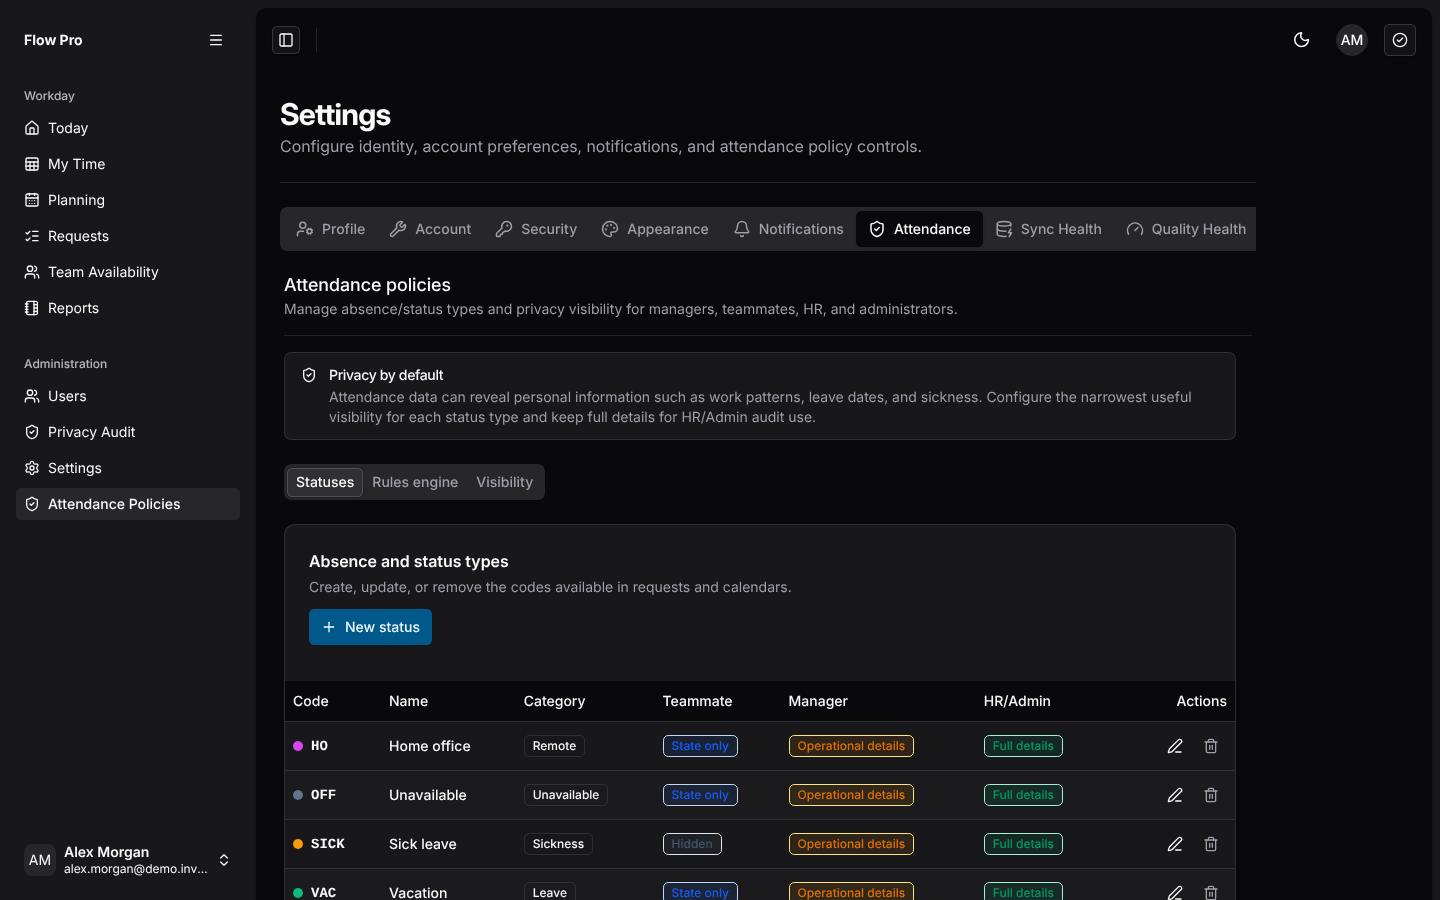 Flow Pro
AM
Workday
Today
My Time
Planning
Requests
Team Availability
Reports
Administration
Users
Privacy Audit
Settings
Attendance Policies
AM
Alex Morgan
alex.morgan@demo.inv...
Settings
Configure identity, account preferences, notifications, and attendance policy controls.
Profile Account Security Appearance Notifications Attendance Sync Health Quality Health
Attendance policies
Manage absence/status types and privacy visibility for managers, teammates, HR, and administrators.
Privacy by default
Attendance data can reveal personal information such as work patterns, leave dates, and sickness. Configure the narrowest useful
visibility for each status type and keep full details for HR/Admin audit use.
Statuses Rules engine Visibility
Absence and status types
Create, update, or remove the codes available in requests and calendars.
New status
Code Name Category Teammate Manager HR/Admin Actions
HO Home office Remote State only Operational details Full details
OFF Unavailable Unavailable State only Operational details Full details
SICK Sick leave Sickness Hidden Operational details Full details
VAC Vacation Leave State only Operational details Full details